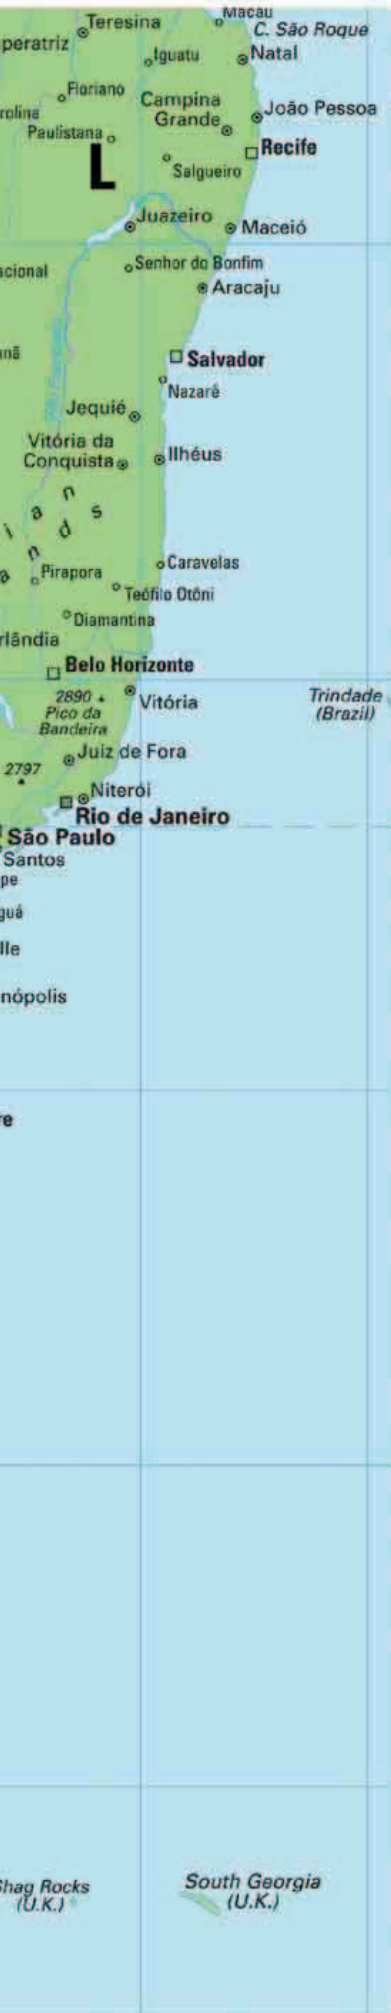 Macau
Teresina
C. São Roque
peratriz
Iguatu
Natal
Floriano
Campina
Grande
João Pessoa
rolina
Paulistana
Recife
L
Salgueiro
Juazeiro
Maceió
Senhor do Bonfim
acional
Aracaju
Salvador
Nazaré
Jequié
Vitória da
Conquista
Ilhéus
i a n
a n d s
Caravelas
Pirapora
Teófilo Otôni
Diamantina
rlândia
Belo Horizonte
2890
Pico da
Bandeira
Vitória
Trindade
(Brazil)
Juiz de Fora
2797
Niterói
Rio de Janeiro
São Paulo
Santos
pe
guá
lle
nópolis
re
Shag Rocks
(U.K.)
South Georgia
(U.K.)